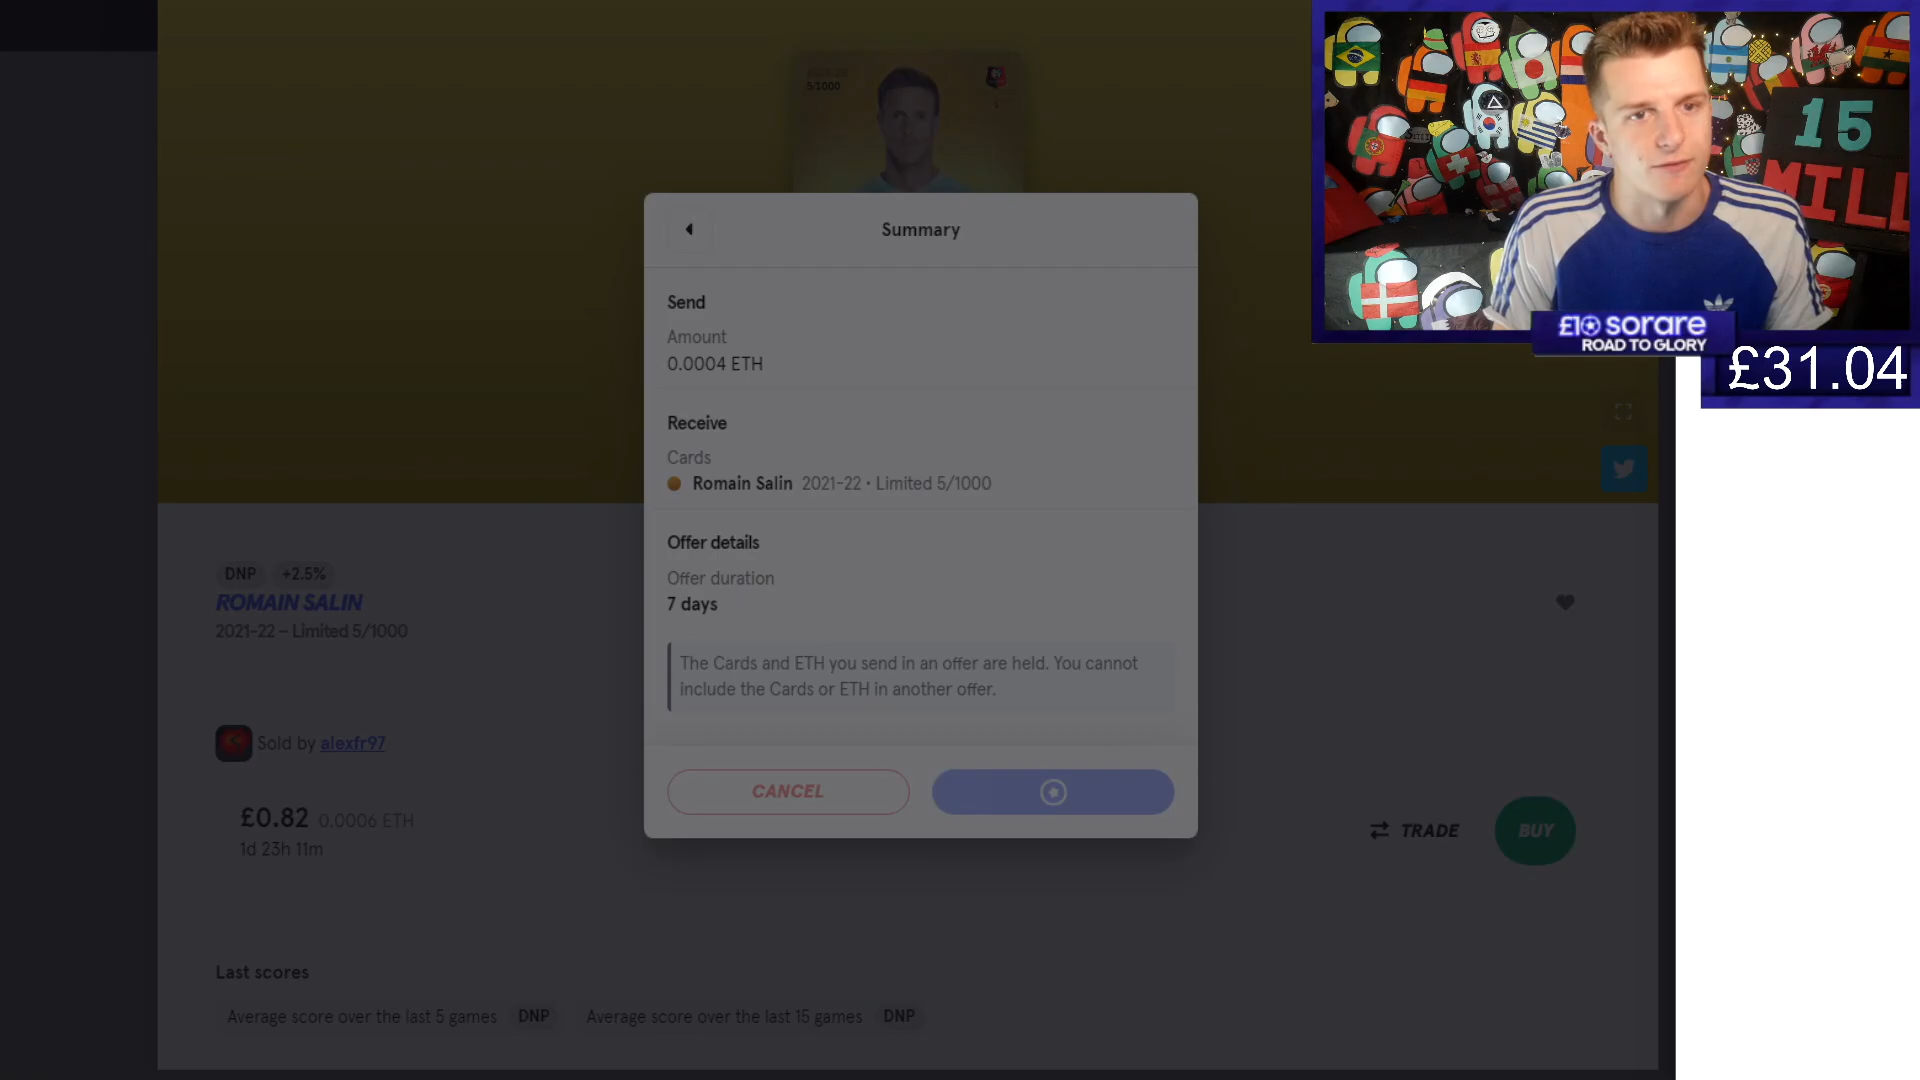 5/1000
Summary
Send
Amount
0.0004 ETH
Receive
Cards
Romain Salin 2021-22 • Limited 5/1000
Offer details
Offer duration
7 days
The Cards and ETH you send in an offer are held. You cannot
include the Cards or ETH in another offer.
CANCEL
DNP +2.5%
ROMAIN SALIN
2021-22 – Limited 5/1000
Sold by alexfr97
£0.82 0.0006 ETH
1d 23h 11m
TRADE
BUY
Last scores
Average score over the last 5 games DNP Average score over the last 15 games DNP
15
MILL
£10 sorare
ROAD TO GLORY
£31.04